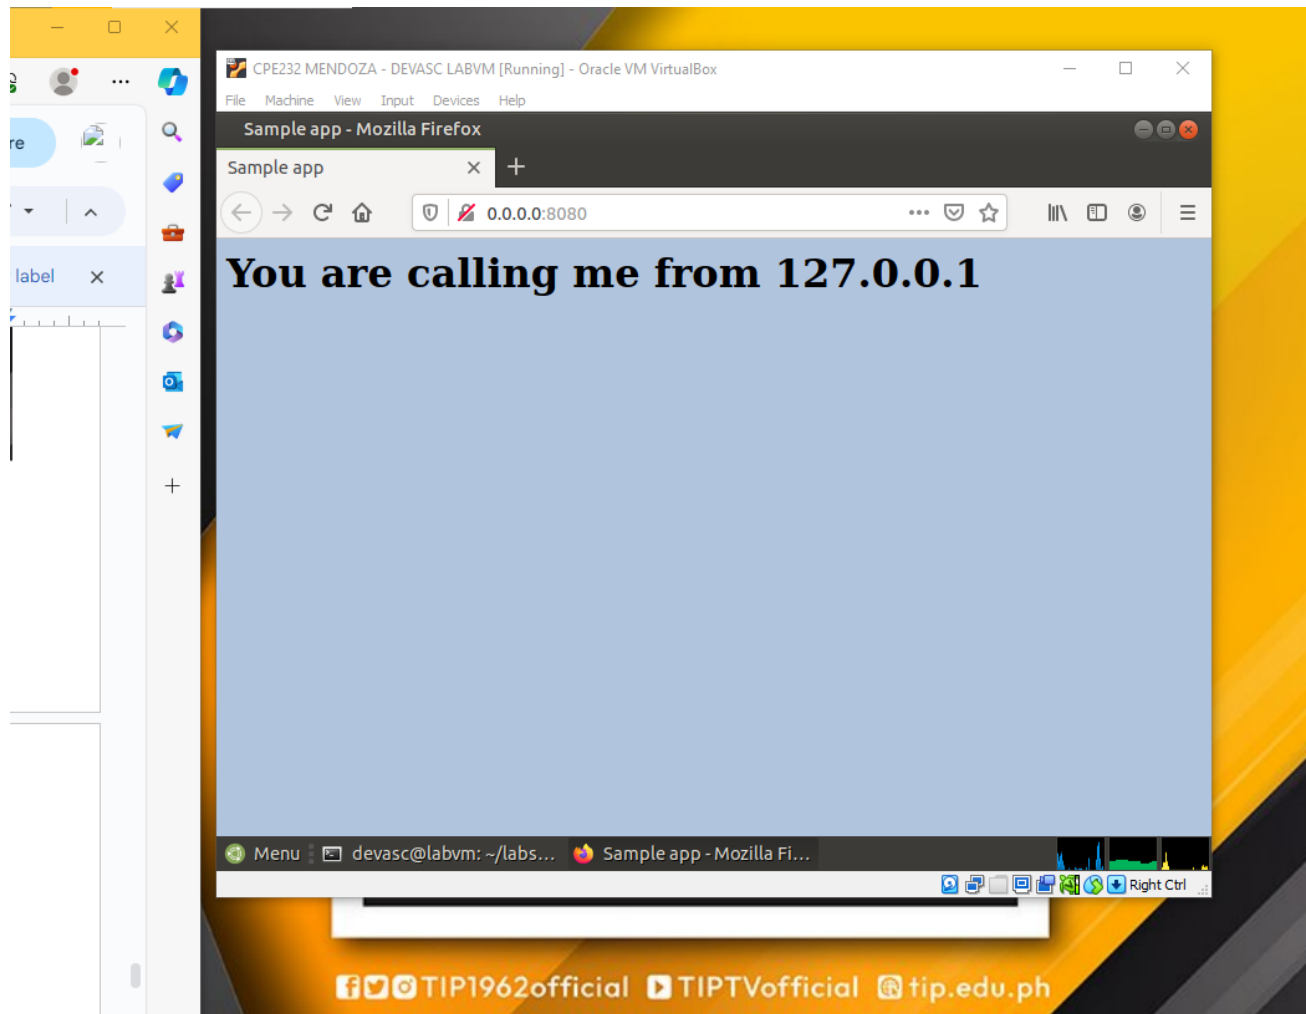 CPE232 MENDOZA - DEVASC LABVM [Running] - Oracle VM VirtualBox
File Machine View Input Devices Help
Sample app - Mozilla Firefox
Sample app
0.0.0.0:8080
label
You are calling me from 127.0.0.1
Menu devasc@labvm: ~/labs... Sample app - Mozilla Fi...
Right Ctrl
TIP1962official TIPTVofficial tip.edu.ph